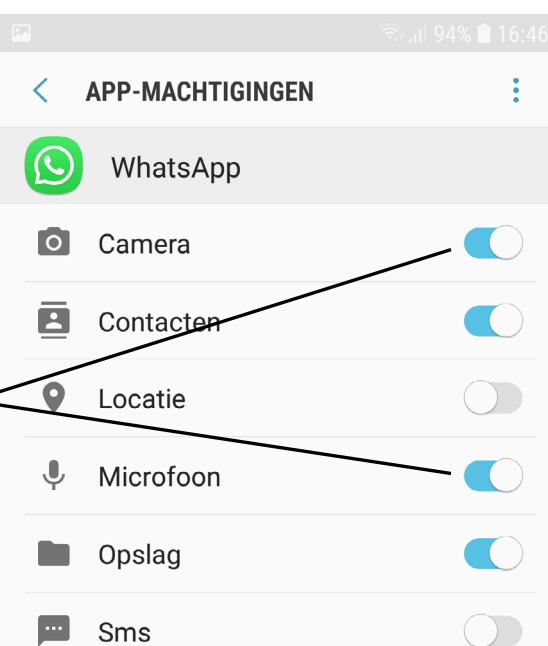 94% 16:46
APP-MACHTIGINGEN
WhatsApp
Camera
Contacten
Locatie
Microfoon
Opslag
Sms